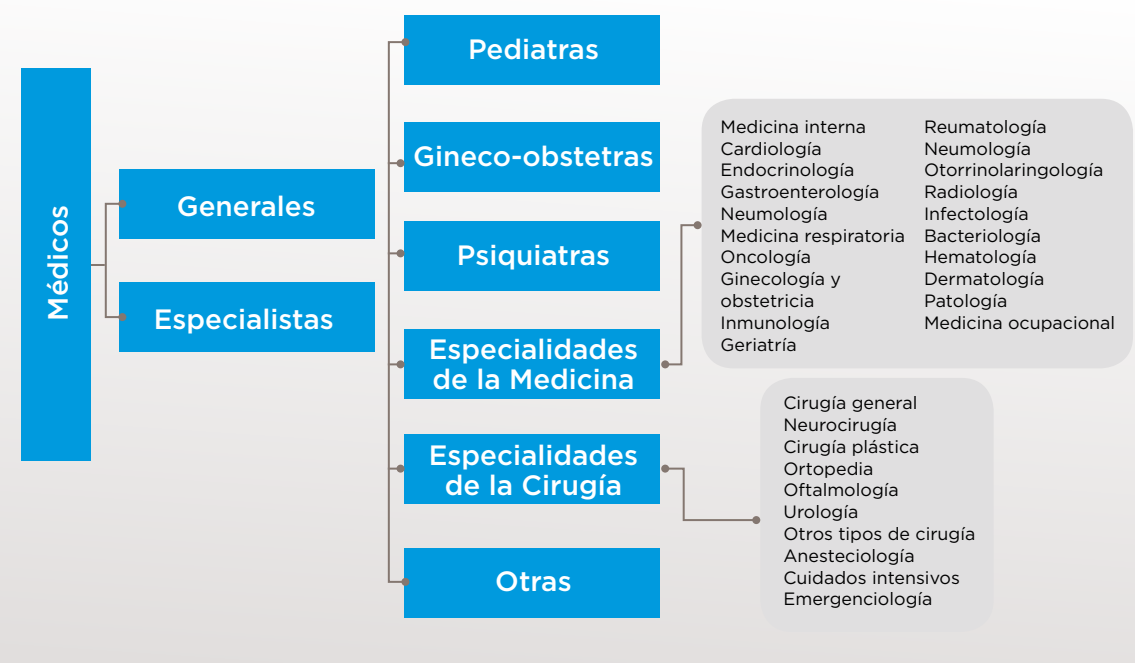 Médicos
Generales
Especialistas
Pediatras
Gineco-obstetras
Psiquiatras
Especialidades
de la Medicina
Especialidades
de la Cirugía
Otras
Medicina interna
Cardiología
Endocrinología
Gastroenterología
Neumología
Medicina respiratoria
Oncología
Ginecología y
obstetricia
Inmunología
Geriatría
Reumatología
Neumología
Otorrinolaringología
Radiología
Infectología
Bacteriología
Hematología
Dermatología
Patología
Medicina ocupacional
Cirugía general
Neurocirugía
Cirugía plástica
Ortopedia
Oftalmología
Urología
Otros tipos de cirugía
Anesteciología
Cuidados intensivos
Emergenciología